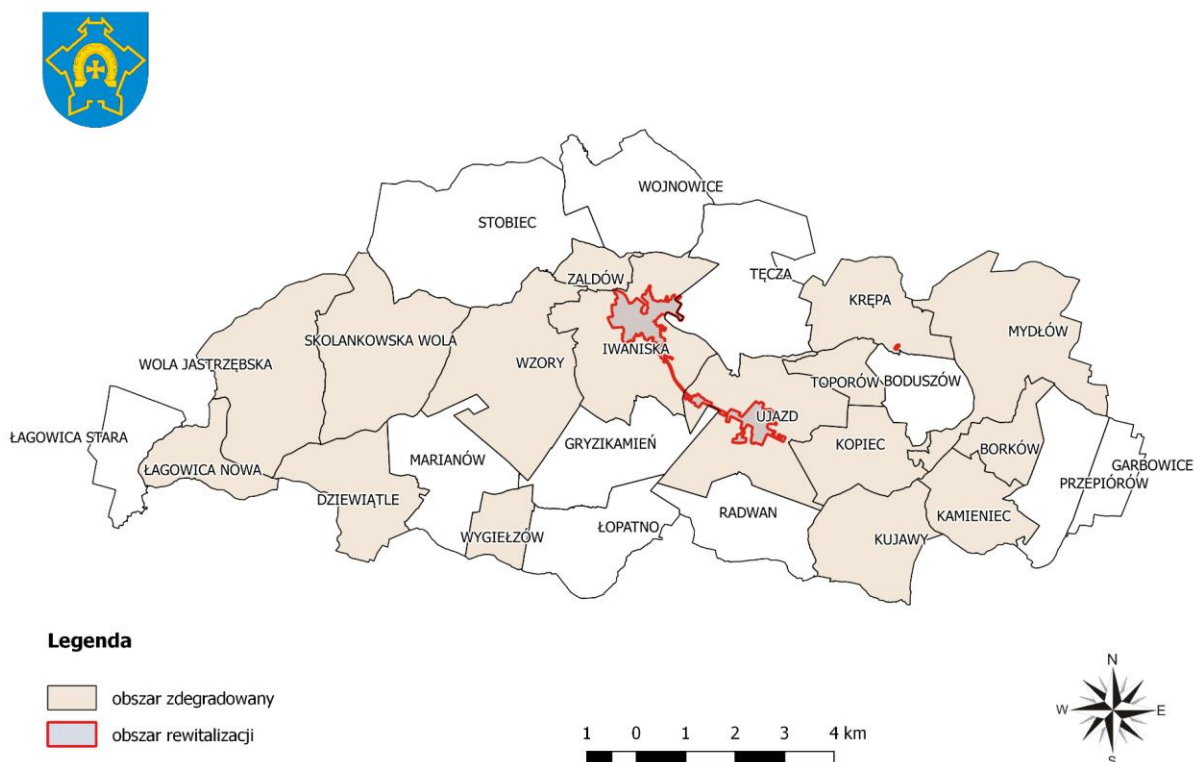 WOJNOWICE
STOBIEC
TĘCZA
ZALDÓW
KRĘPA
MYDŁÓW
SKOLANKOWSKA WOLA
IWANISKA
WOLA JASTRZĘBSKA
WZORY
TOPORÓW
BODUSZÓW
UJAZD
ŁAGOWICA STARA
GRYZIKAMIEŃ
KOPIEC
BORKÓW
MARIANÓW
GARBOWICE
ŁAGOWICA NOWA
PRZEPIÓRÓW
DZIEWIĄTLE
RADWAN
KAMIENIEC
ŁOPATNO
WYGIEŁZÓW
KUJAWY
Legenda
obszar zdegradowany
obszar rewitalizacji
1 0 1 2 3 4 km
N
W E
S